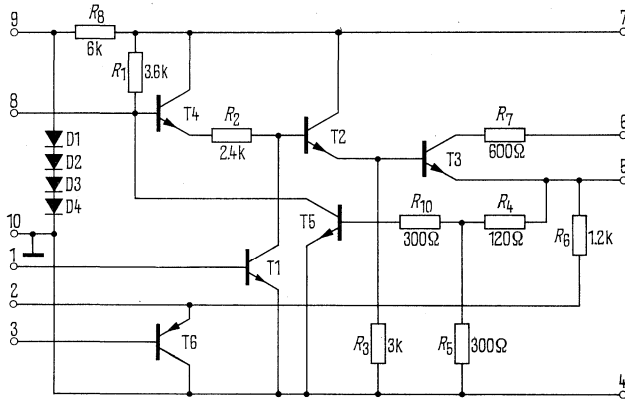 9
R8
6k
7
R1
3.6k
8
T4
R2
2.4k
T2
R7
600Ω
6
D1
D2
D3
D4
T3
5
T5
R10
300Ω
R4
120Ω
R6
1.2k
10
1
T1
2
3
T6
R3
3k
R5
300Ω
4